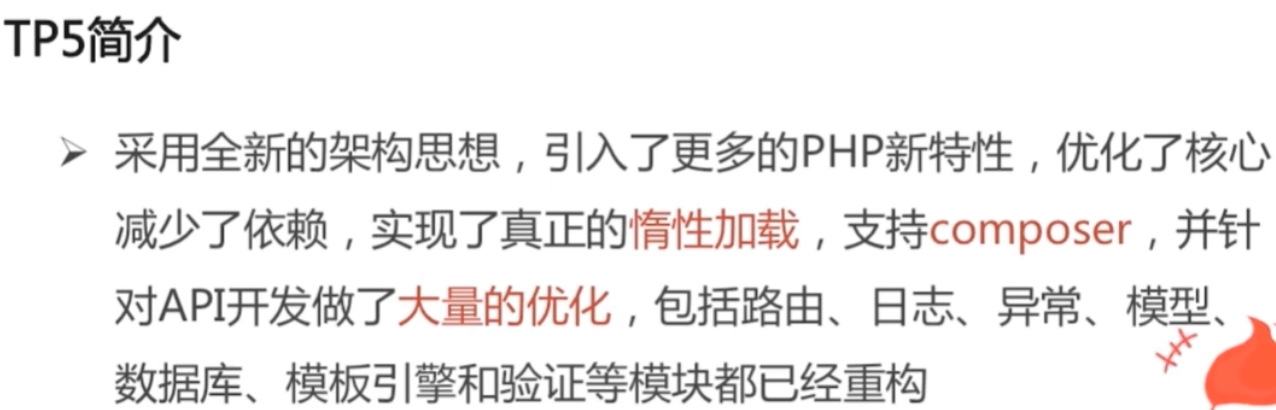 TP5简介
采用全新的架构思想，引入了更多的PHP新特性，优化了核心
减少了依赖，实现了真正的惰性加载，支持composer，并针
对API开发做了大量的优化，包括路由、日志、异常、模型、
数据库、模板引擎和验证等模块都已经重构